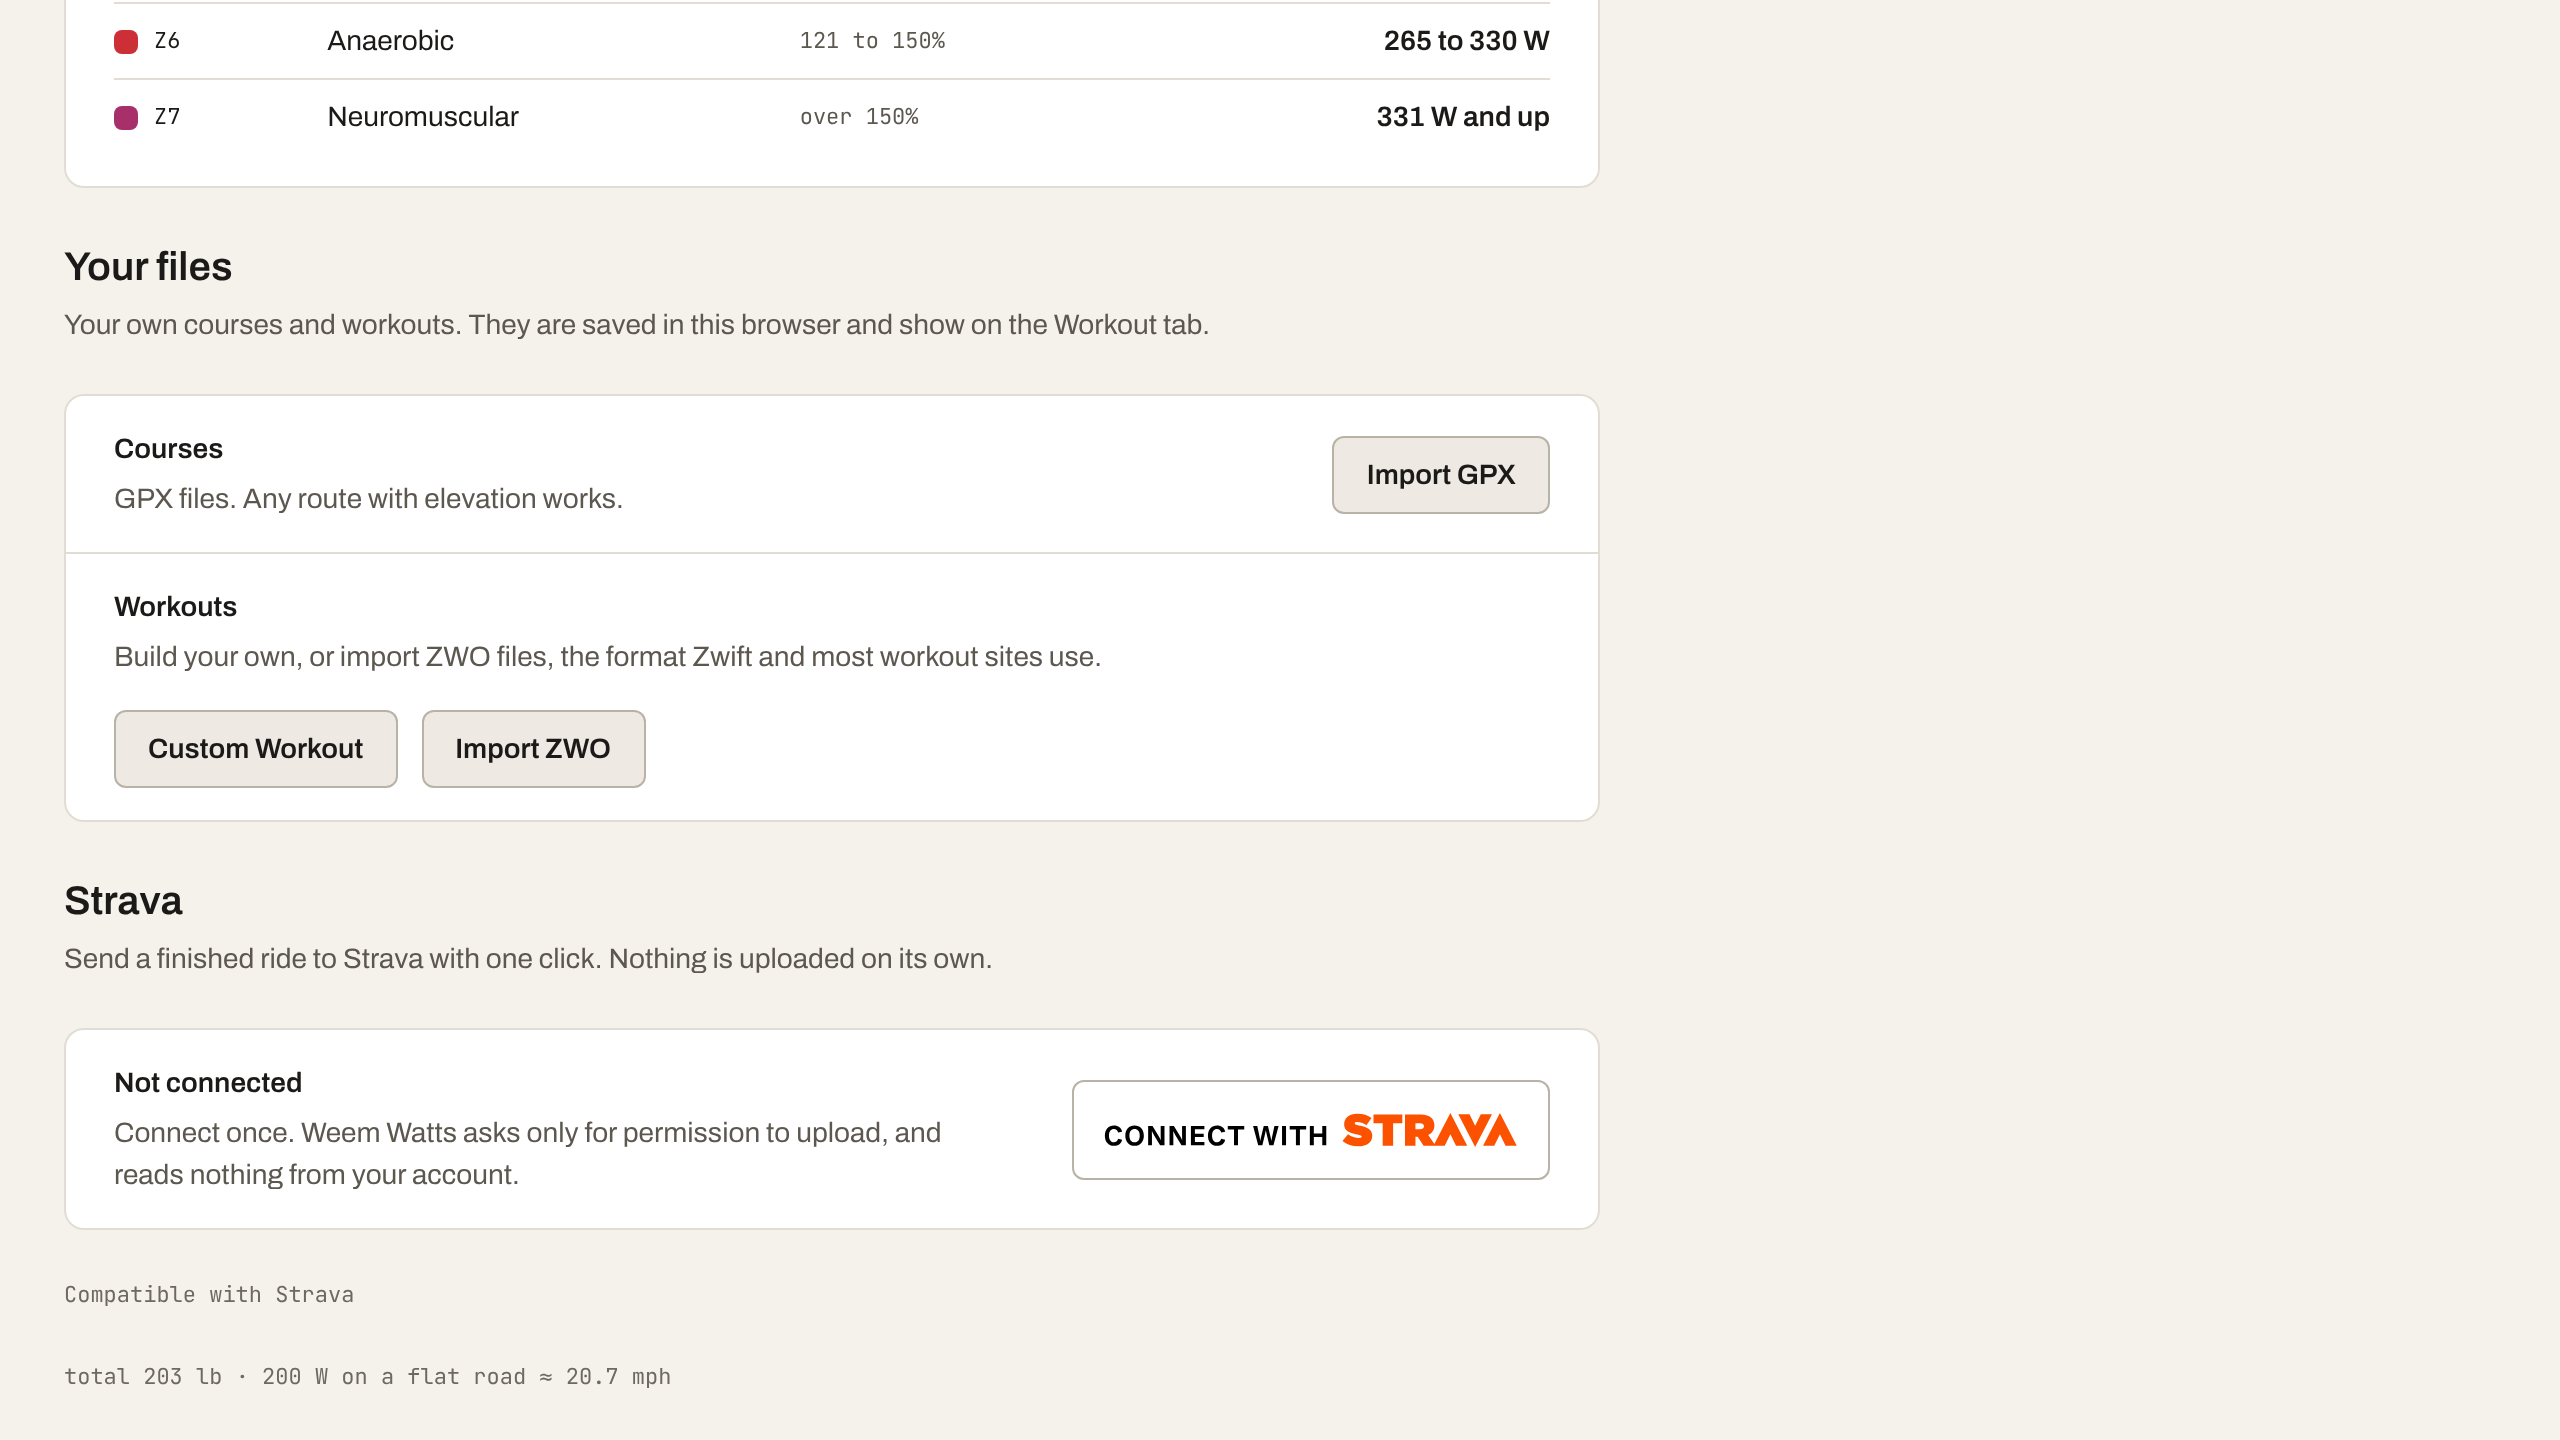 Z6 Anaerobic 121 to 150% 265 to 330 W
Z7 Neuromuscular over 150% 331 W and up
Your files
Your own courses and workouts. They are saved in this browser and show on the Workout tab.
Courses
GPX files. Any route with elevation works.
Import GPX
Workouts
Build your own, or import ZWO files, the format Zwift and most workout sites use.
Custom Workout Import ZWO
Strava
Send a finished ride to Strava with one click. Nothing is uploaded on its own.
Not connected
Connect once. Weem Watts asks only for permission to upload, and
reads nothing from your account.
CONNECT WITH STRAVA
Compatible with Strava
total 203 lb · 200 W on a flat road ≈ 20.7 mph